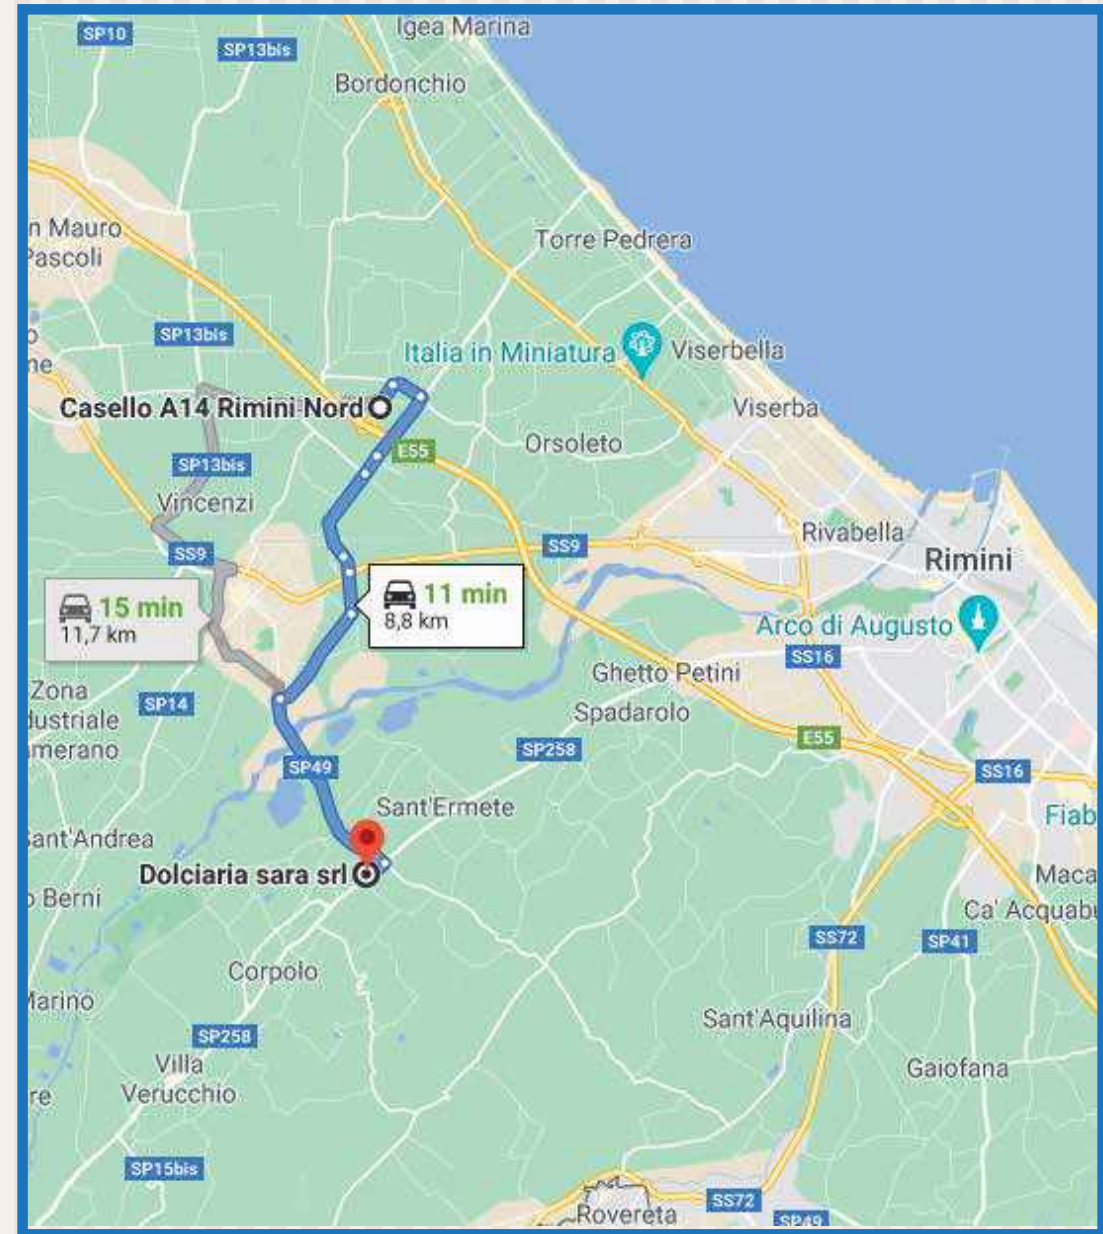 Igea Marina
SP10
SP13bis
Bordonchio
n Mauro
Pascoli
Torre Pedrera
SP13bis
Italia in Miniatura
Viserbella
me
Casello A14 Rimini Nord
Viserba
E55
Orsoleto
SP13bis
Vincenzi
Rivabella
SS9
SS9
Rimini
15 min
11,7 km
11 min
8,8 km
Arco di Augusto
SS16
Ghetto Petini
Zona
dustriale
merano
SP14
Spadarolo
E55
SP258
SP49
SS16
Sant'Ermete
Fiab
Sant'Andrea
Dolciaria sara srl
Maca
o Berni
Ca' Acquab
SS72
SP41
Corpolo
Marino
Sant'Aquilina
SP258
Villa
Verucchio
Gaiofana
re
SP15bis
SS72
Rovereta
SP49